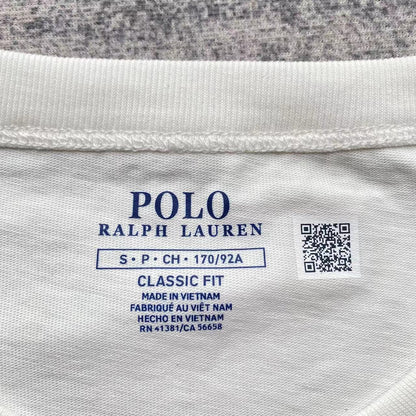 POLO
RALPH LAUREN
S • P • CH • 170/92A
CLASSIC FIT
MADE IN VIETNAM
FABRIQUÉ AU VIÊT NAM
HECHO EN VIETNAM
RN 41381/CA 56658